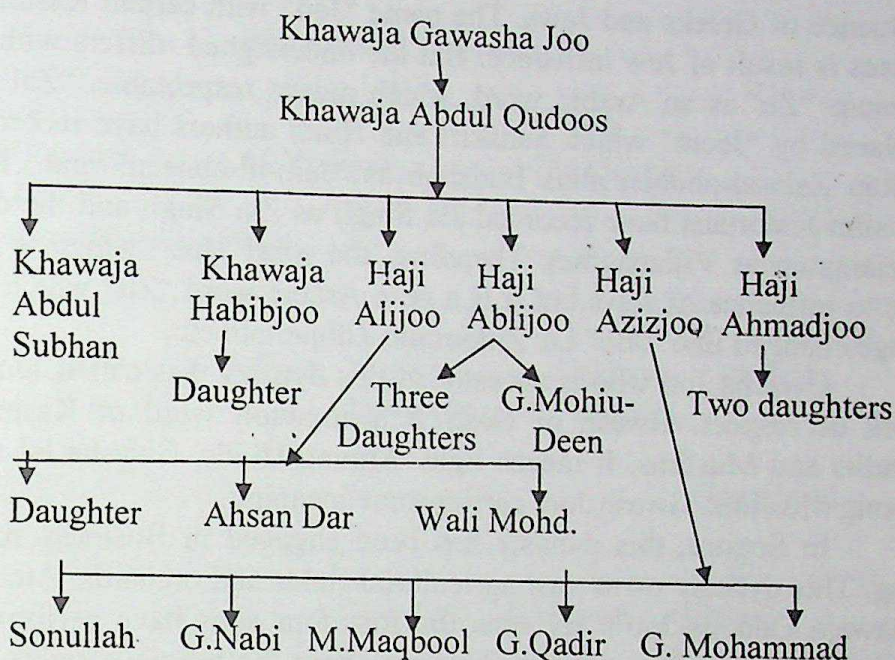 Khawaja Gawasha Joo
Khawaja Abdul Qudoos
Khawaja Abdul Subhan
Khawaja Habibjoo
Haji Alijoo
Haji Ablijoo
Haji Azizjoo
Haji Ahmadjoo
Daughter
Three Daughters
G.Mohiu-Deen
Two daughters
Daughter
Ahsan Dar
Wali Mohd.
Sonullah
G.Nabi
M.Maqbool
G.Qadir
G. Mohammad